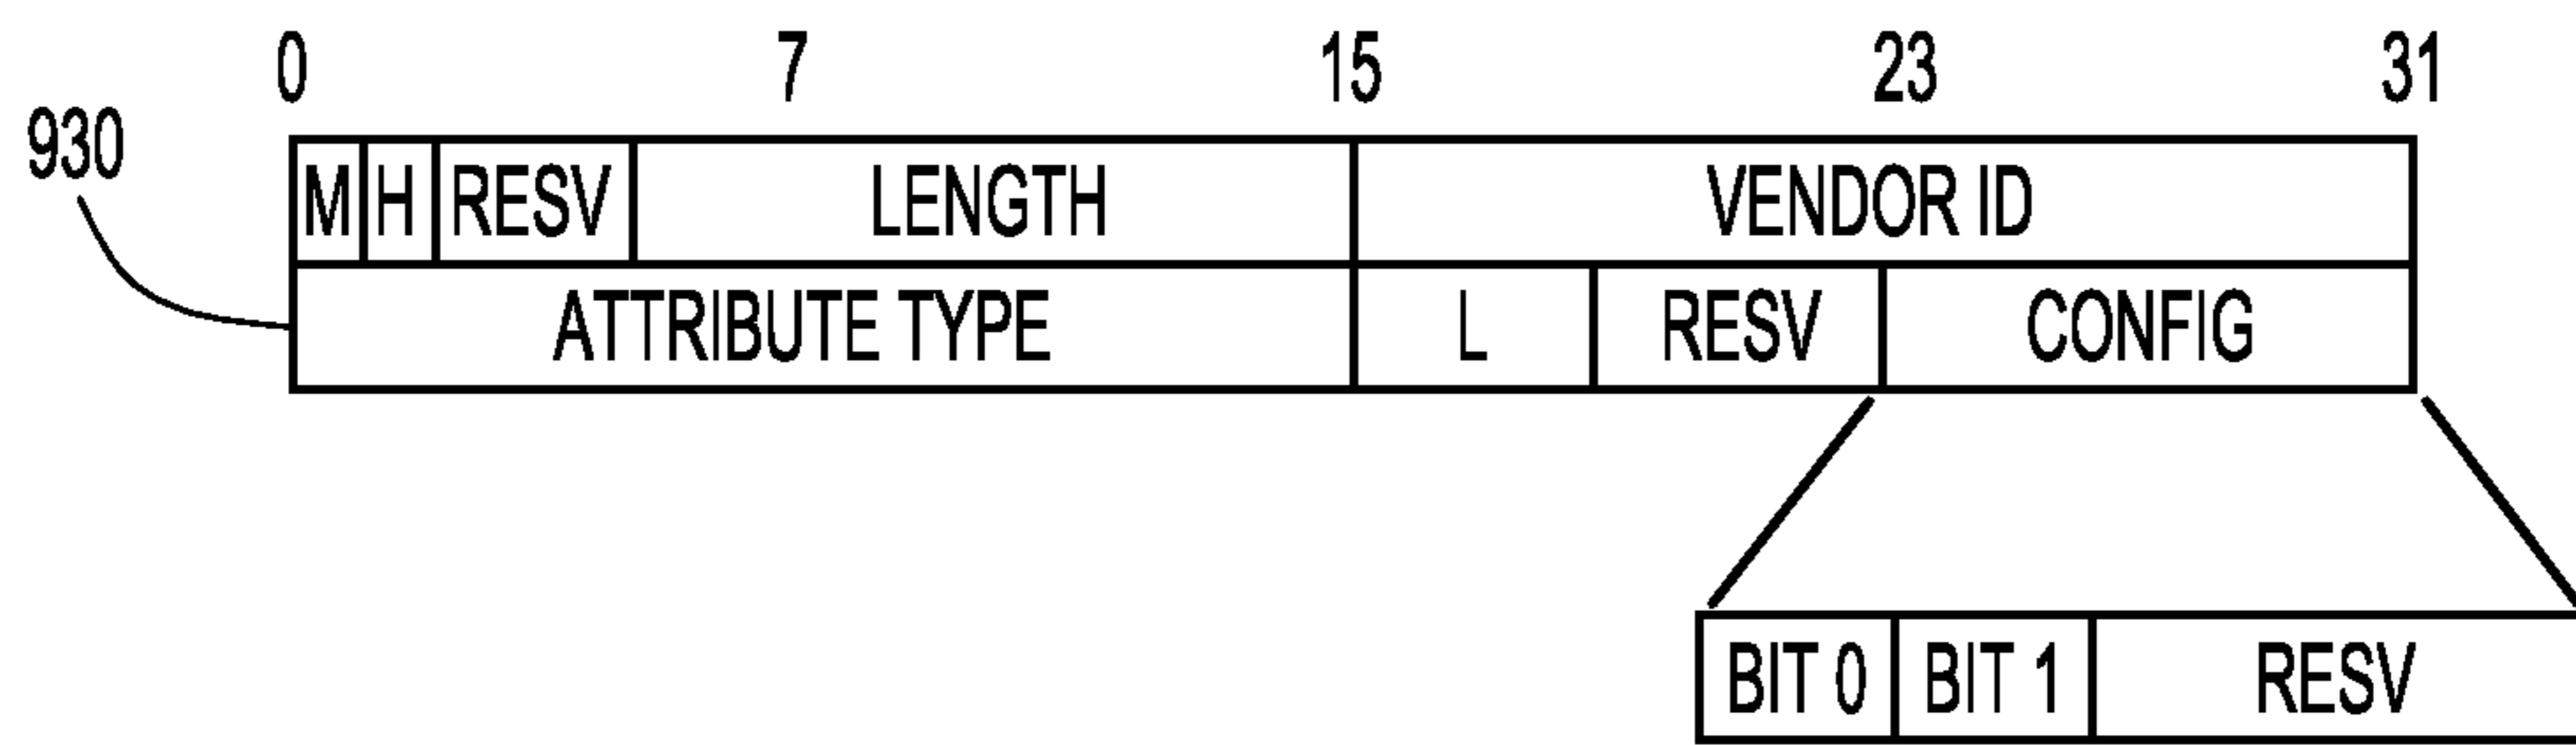 0 7 15 23 31
930
M H RESV LENGTH VENDOR ID
ATTRIBUTE TYPE L RESV CONFIG
BIT 0 BIT 1 RESV